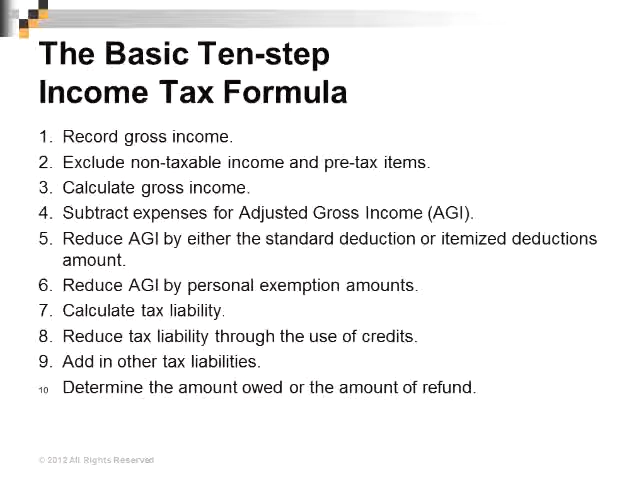 The Basic Ten-step
Income Tax Formula
1. Record gross income.
2. Exclude non-taxable income and pre-tax items.
3. Calculate gross income.
4. Subtract expenses for Adjusted Gross Income (AGI).
5. Reduce AGI by either the standard deduction or itemized deductions
amount.
6. Reduce AGI by personal exemption amounts.
7. Calculate tax liability.
8. Reduce tax liability through the use of credits.
9. Add in other tax liabilities.
10 Determine the amount owed or the amount of refund.
© 2012 All Rights Reserved